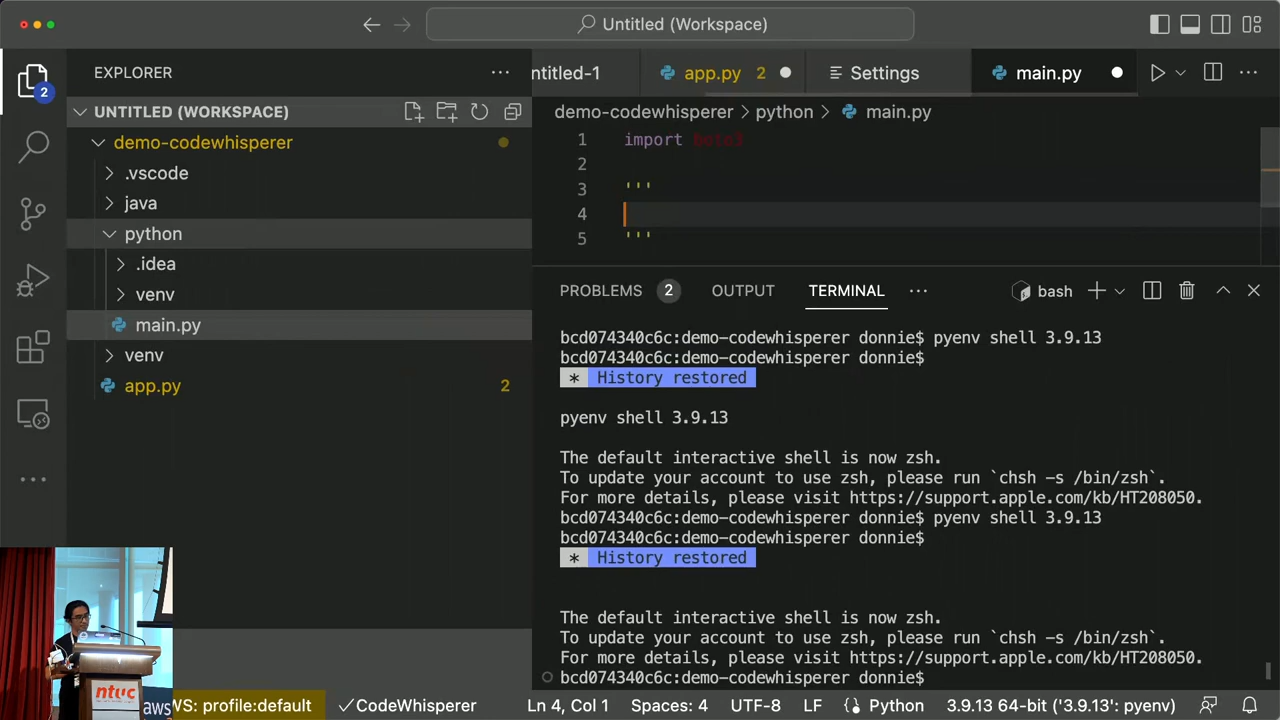 Untitled (Workspace)
EXPLORER
ntitled-1
app.py 2
Settings
main.py
2
UNTITLED (WORKSPACE)
demo-codewhisperer > python > main.py
demo-codewhisperer
.vscode
java
python
.idea
venv
main.py
venv
app.py 2
1 import boto3
2
3 '''
4
5 '''
PROBLEMS 2 OUTPUT TERMINAL
bash
bcd074340c6c:demo-codewhisperer donnie$ pyenv shell 3.9.13
bcd074340c6c:demo-codewhisperer donnie$
* History restored
pyenv shell 3.9.13
The default interactive shell is now zsh.
To update your account to use zsh, please run `chsh -s /bin/zsh`.
For more details, please visit https://support.apple.com/kb/HT208050.
bcd074340c6c:demo-codewhisperer donnie$ pyenv shell 3.9.13
bcd074340c6c:demo-codewhisperer donnie$
* History restored
The default interactive shell is now zsh.
To update your account to use zsh, please run `chsh -s /bin/zsh`.
For more details, please visit https://support.apple.com/kb/HT208050.
bcd074340c6c:demo-codewhisperer donnie$
ntuc
aws
WS: profile:default
CodeWhisperer
Ln 4, Col 1
Spaces: 4
UTF-8
LF
Python
3.9.13 64-bit ('3.9.13': pyenv)